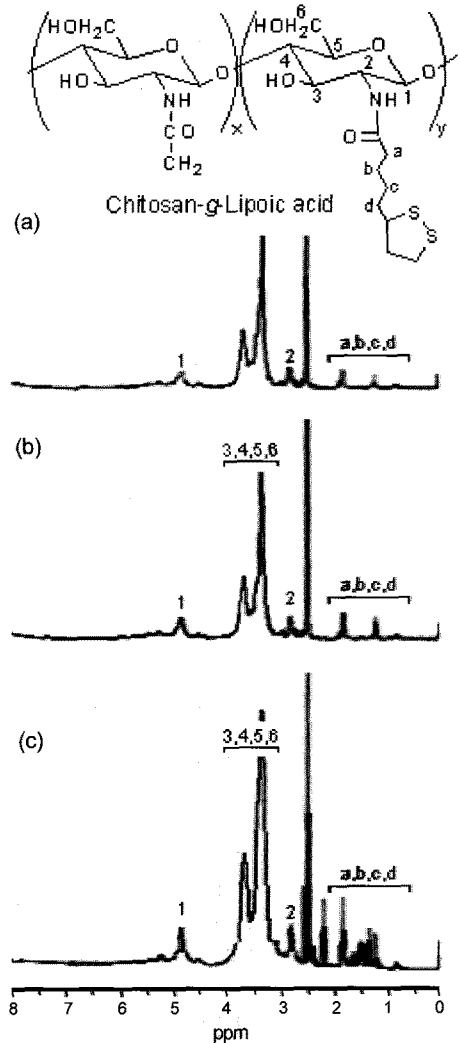 HOH₂C
6
HOH₂C
5
4
O
O
HO
HO
3
2
1
O
O
NH
NH
x
y
C O
O
CH₂
a
b
c
d
S
S
Chitosan-g-Lipoic acid
(a)
1
2
a,b,c,d
(b)
3,4,5,6
1
2
a,b,c,d
(c)
3,4,5,6
1
2
a,b,c,d
8 7 6 5 4 3 2 1 0
ppm